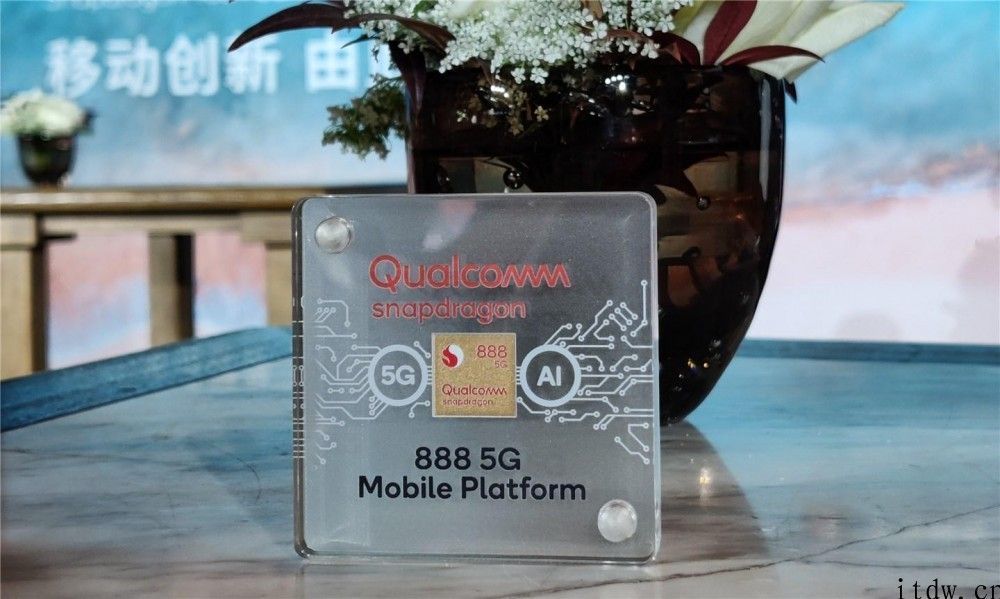 移动创新 由
Qualcomm
snapdragon
5G
888
5G
Qualcomm
snapdragon
AI
888 5G
Mobile Platform
itdw.cn